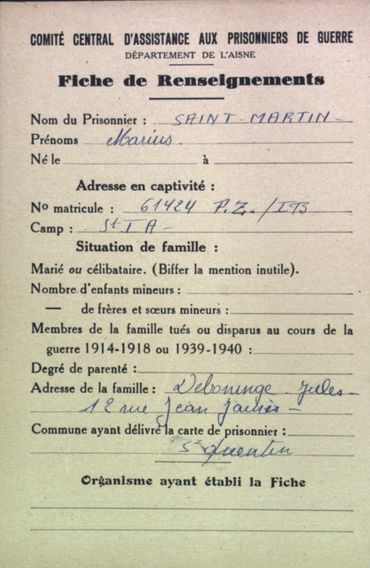 COMITÉ CENTRAL D'ASSISTANCE AUX PRISONNIERS DE GUERRE
DÉPARTEMENT DE L'AISNE
Fiche de Renseignements
Nom du Prisonnier : SAINT-MARTIN -
Prénoms Marius.
Né le à
Adresse en captivité :
No matricule : 61424
Camp : St I A -
Situation de famille :
Marié ou célibataire. (Biffer la mention inutile).
Nombre d'enfants mineurs :
— de frères et sœurs mineurs :
Membres de la famille tués ou disparus au cours de la
guerre 1914-1918 ou 1939-1940 :
Degré de parenté :
Adresse de la famille : Jules -
12 rue Jean Jaurès -
Commune ayant délivré la carte de prisonnier :
St Quentin
Organisme ayant établi la Fiche